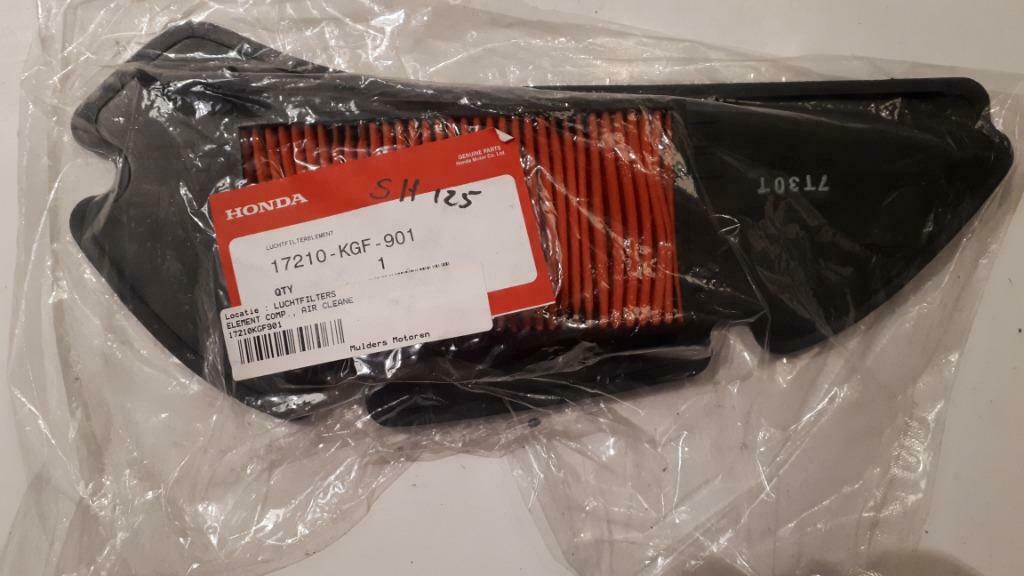 GENUINE PARTS
Honda Motor Co., Ltd.
HONDA
SH 125
LUCHTFILTERELEMENT
17210-KGF-901
1
QTY
Locatie : LUCHTFILTERS
ELEMENT COMP., AIR CLEANE
17210KGF901
Mulders Motoren
7T30T